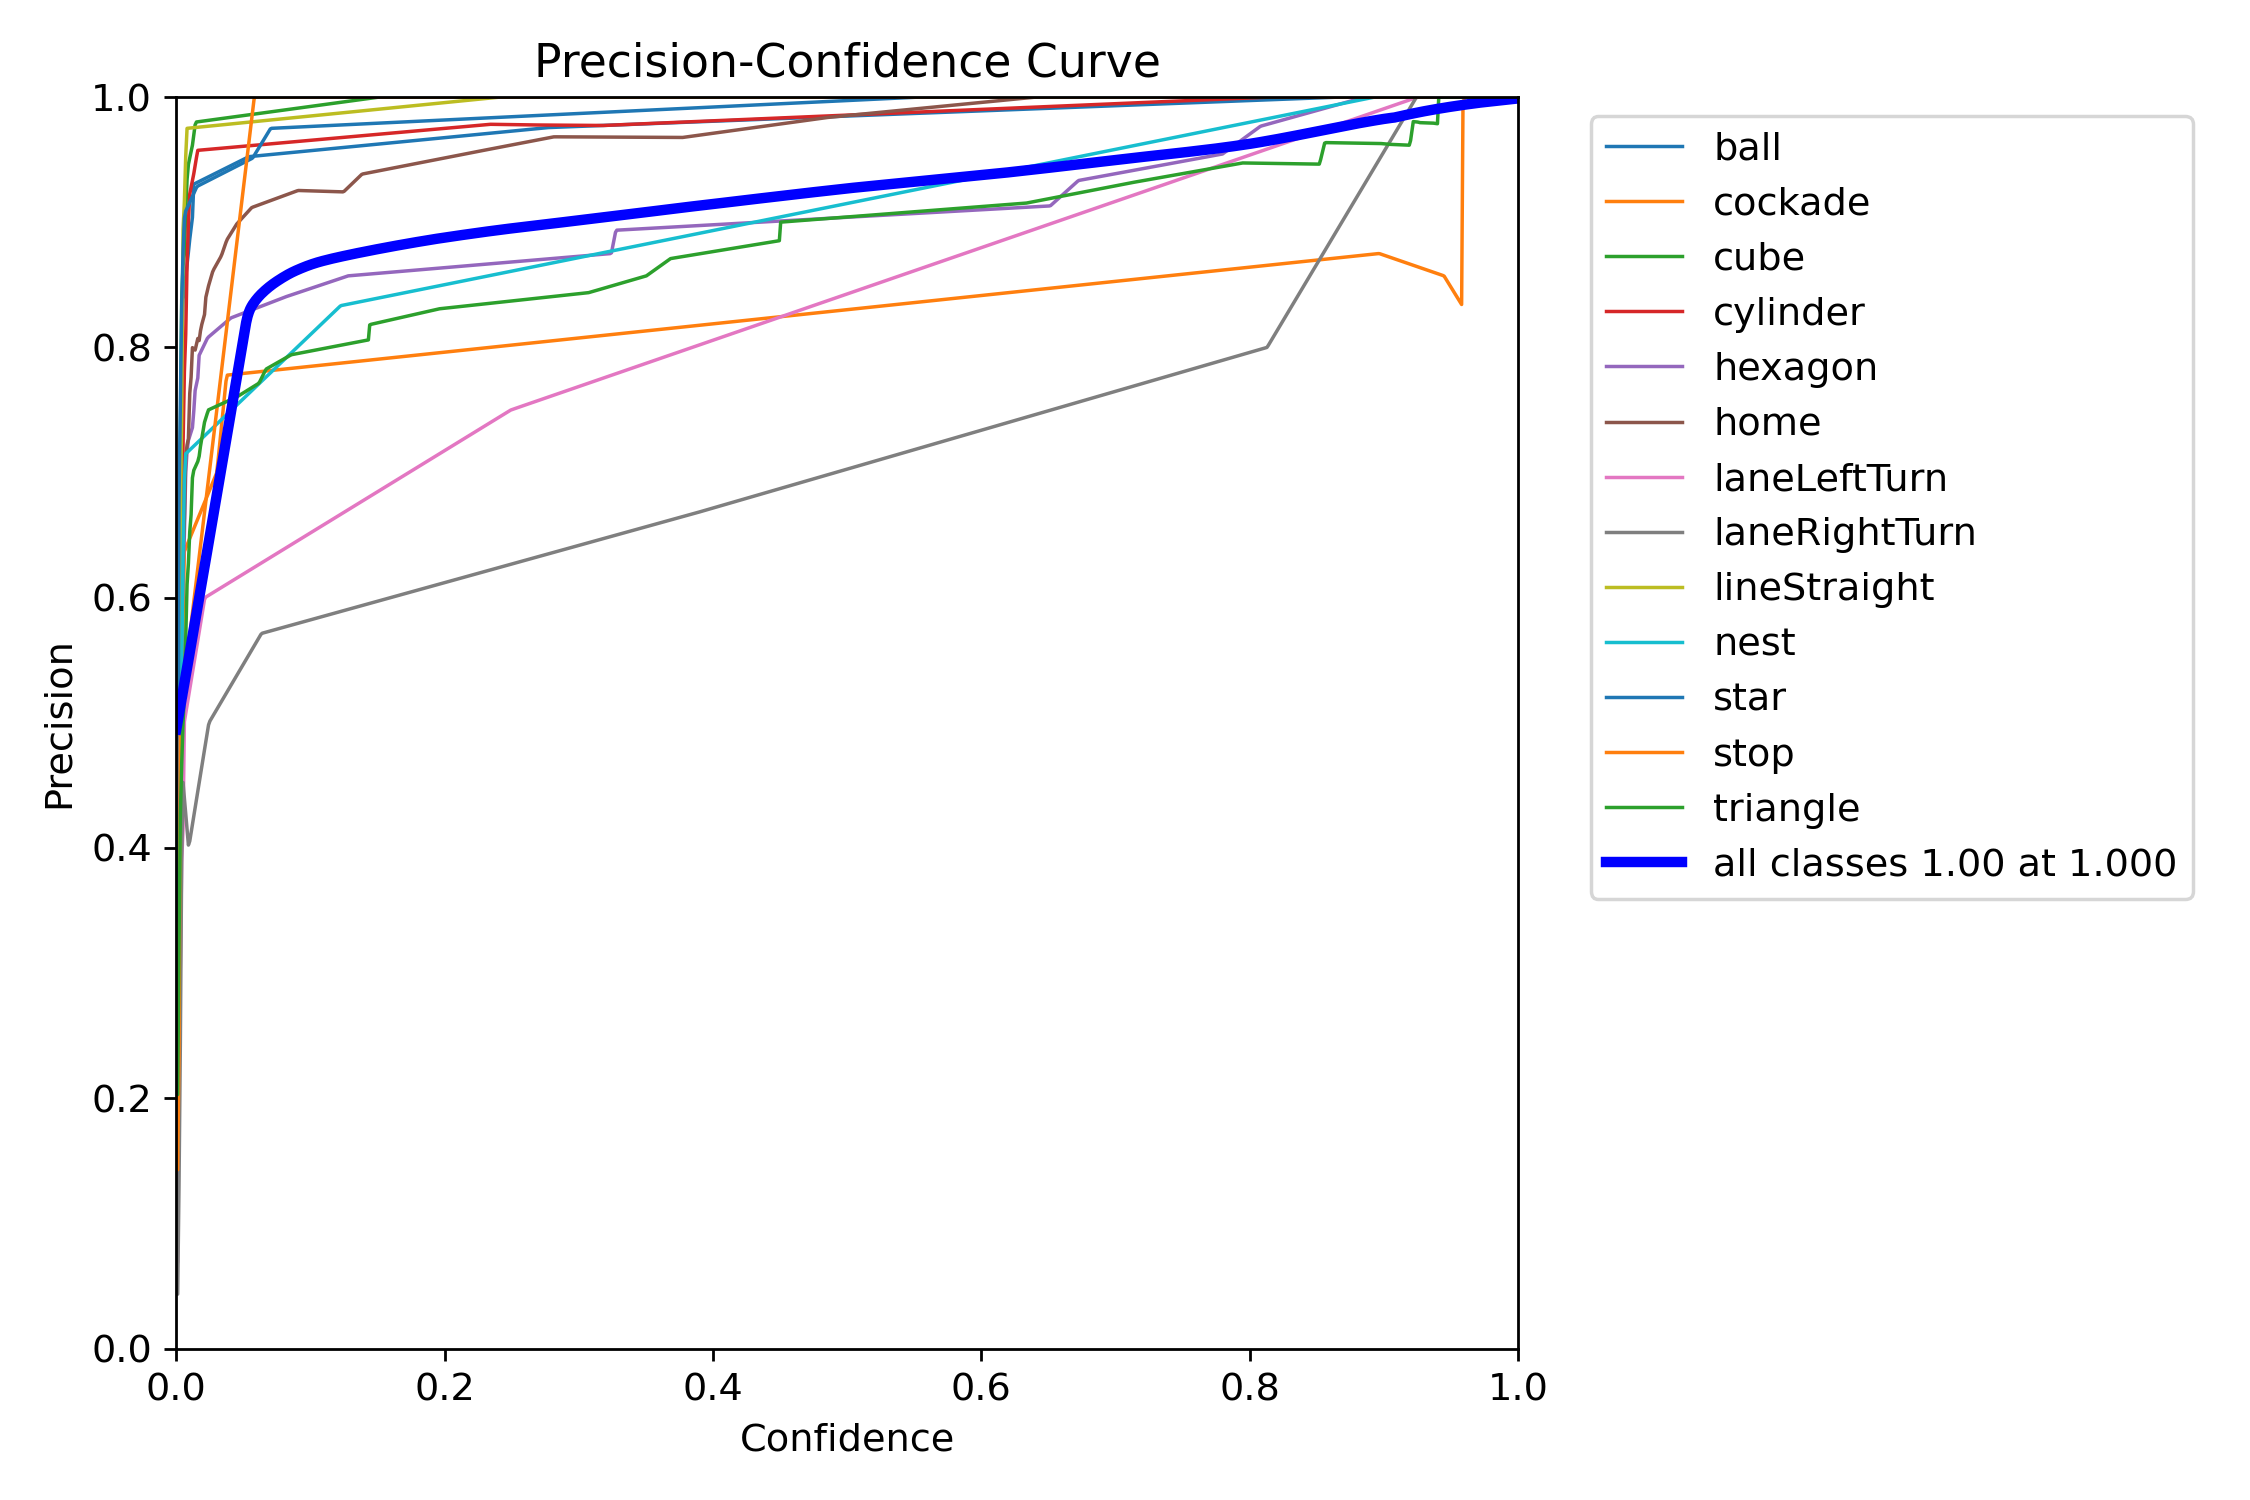 Precision-Confidence Curve
1.0
0.8
0.6
0.4
0.2
0.0
Precision
0.0 0.2 0.4 0.6 0.8 1.0
Confidence
ball
cockade
cube
cylinder
hexagon
home
laneLeftTurn
laneRightTurn
lineStraight
nest
star
stop
triangle
all classes 1.00 at 1.000